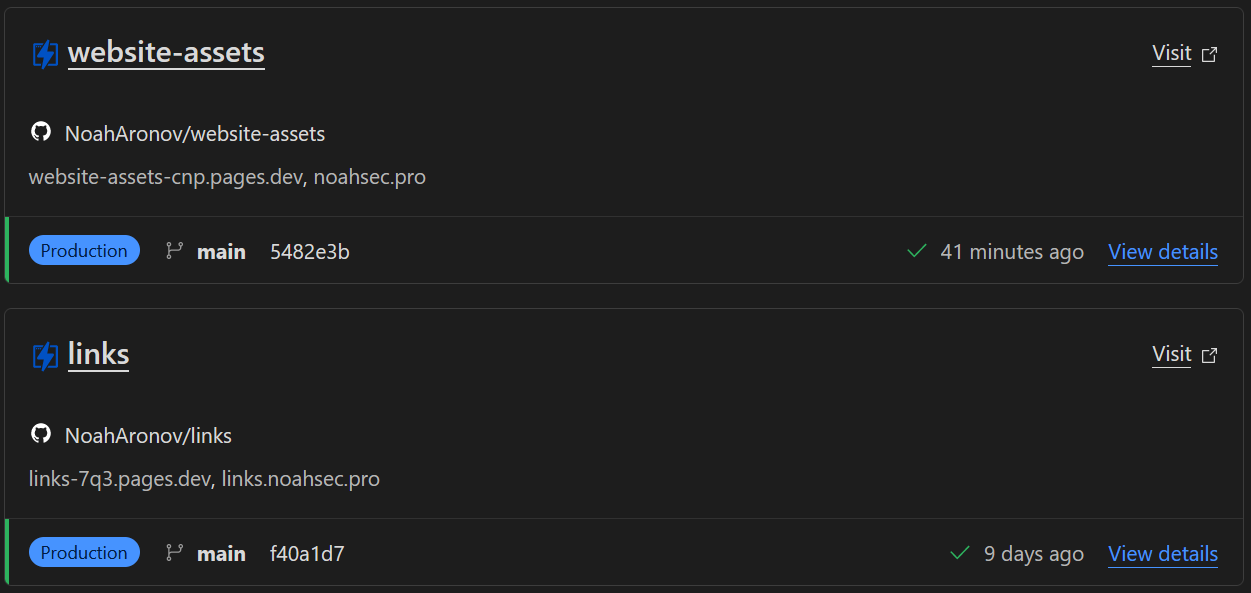 website-assets
Visit
NoahAronov/website-assets
website-assets-cnp.pages.dev, noahsec.pro
Production main 5482e3b 41 minutes ago View details
links
Visit
NoahAronov/links
links-7q3.pages.dev, links.noahsec.pro
Production main f40a1d7 9 days ago View details